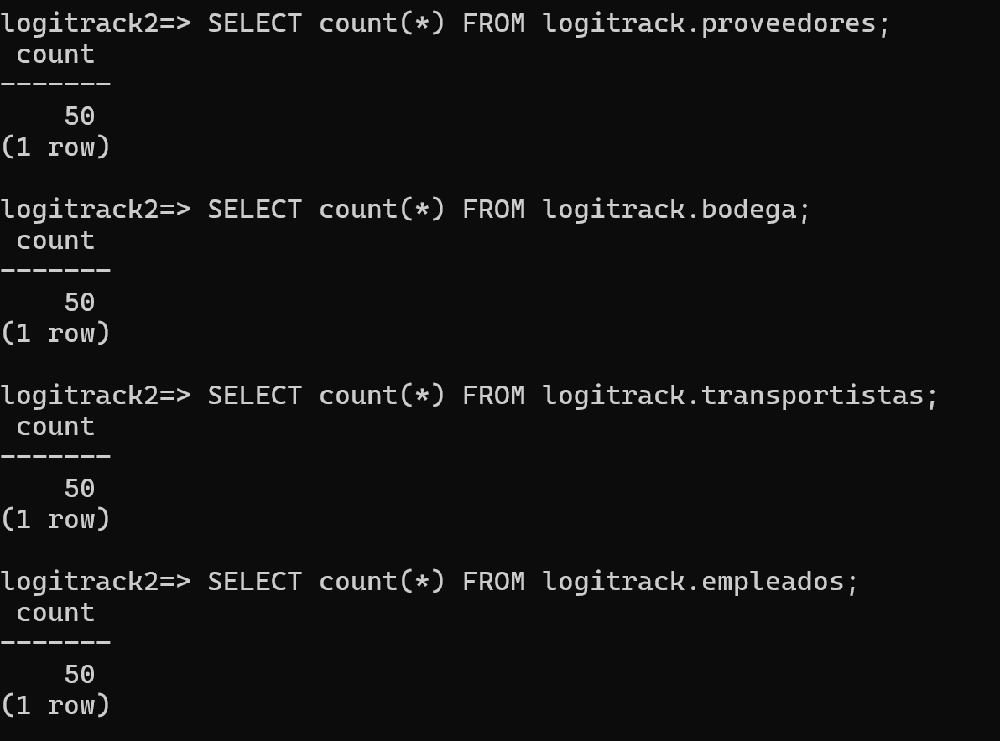 logitrack2=> SELECT count(*) FROM logitrack.proveedores;
 count
-------
    50
(1 row)

logitrack2=> SELECT count(*) FROM logitrack.bodega;
 count
-------
    50
(1 row)

logitrack2=> SELECT count(*) FROM logitrack.transportistas;
 count
-------
    50
(1 row)

logitrack2=> SELECT count(*) FROM logitrack.empleados;
 count
-------
    50
(1 row)